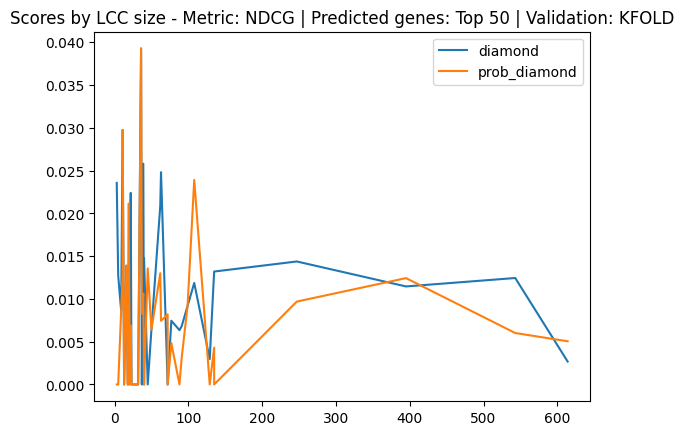 Scores by LCC size - Metric: NDCG | Predicted genes: Top 50 | Validation: KFOLD
diamond
prob_diamond
0.040
0.035
0.030
0.025
0.020
0.015
0.010
0.005
0.000
0 100 200 300 400 500 600